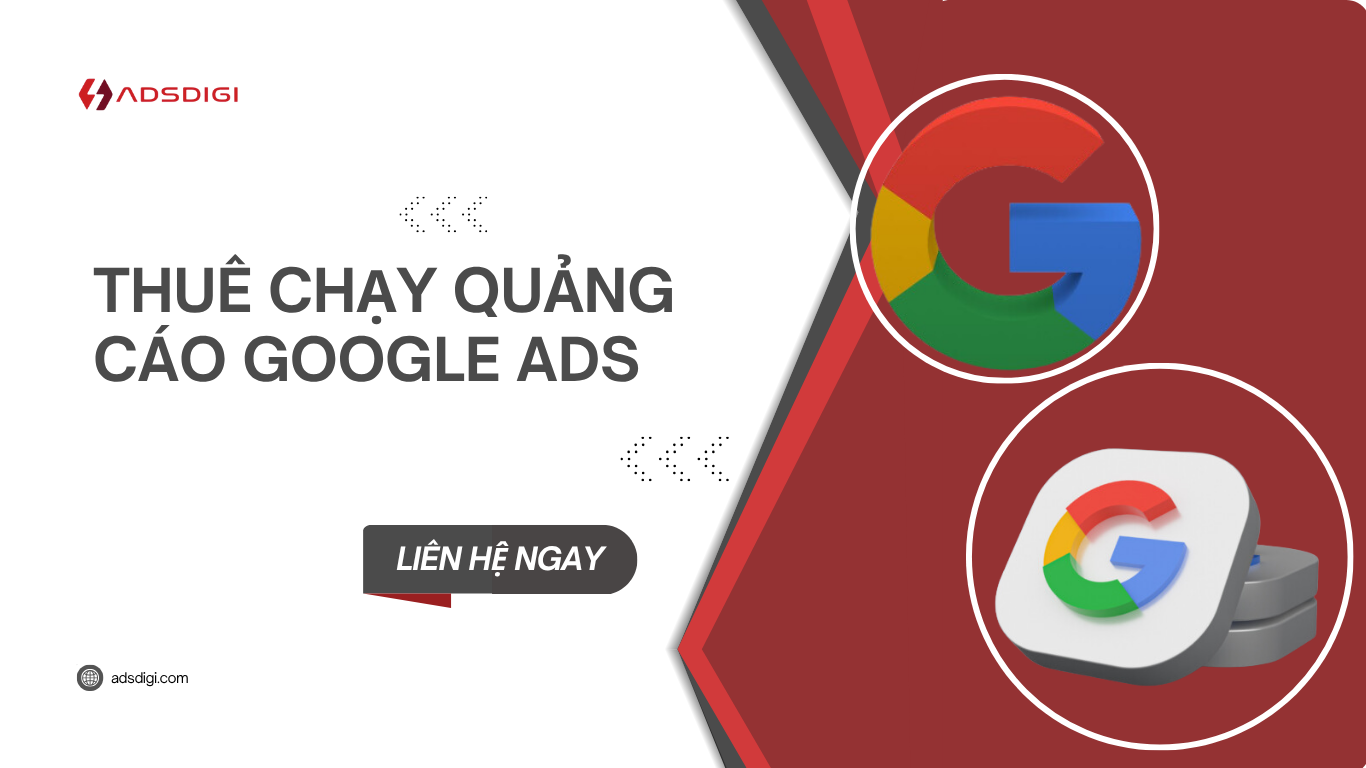 ADSDIGI
THUÊ CHẠY QUẢNG
CÁO GOOGLE ADS
LIÊN HỆ NGAY
adsdigi.com